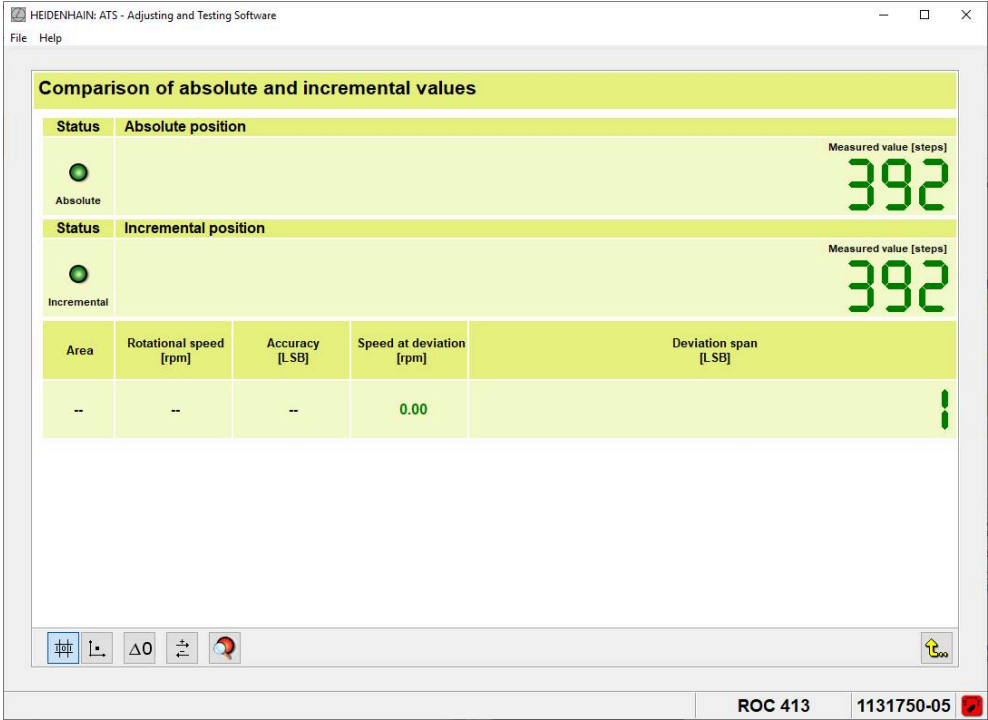 HEIDENHAIN: ATS - Adjusting and Testing Software
File Help
Comparison of absolute and incremental values
Status Absolute position
Measured value [steps]
392
Absolute
Status Incremental position
Measured value [steps]
392
Incremental
Area Rotational speed [rpm] Accuracy [LSB] Speed at deviation [rpm] Deviation span [LSB]
-- -- -- 0.00 1
Δ0
ROC 413 1131750-05